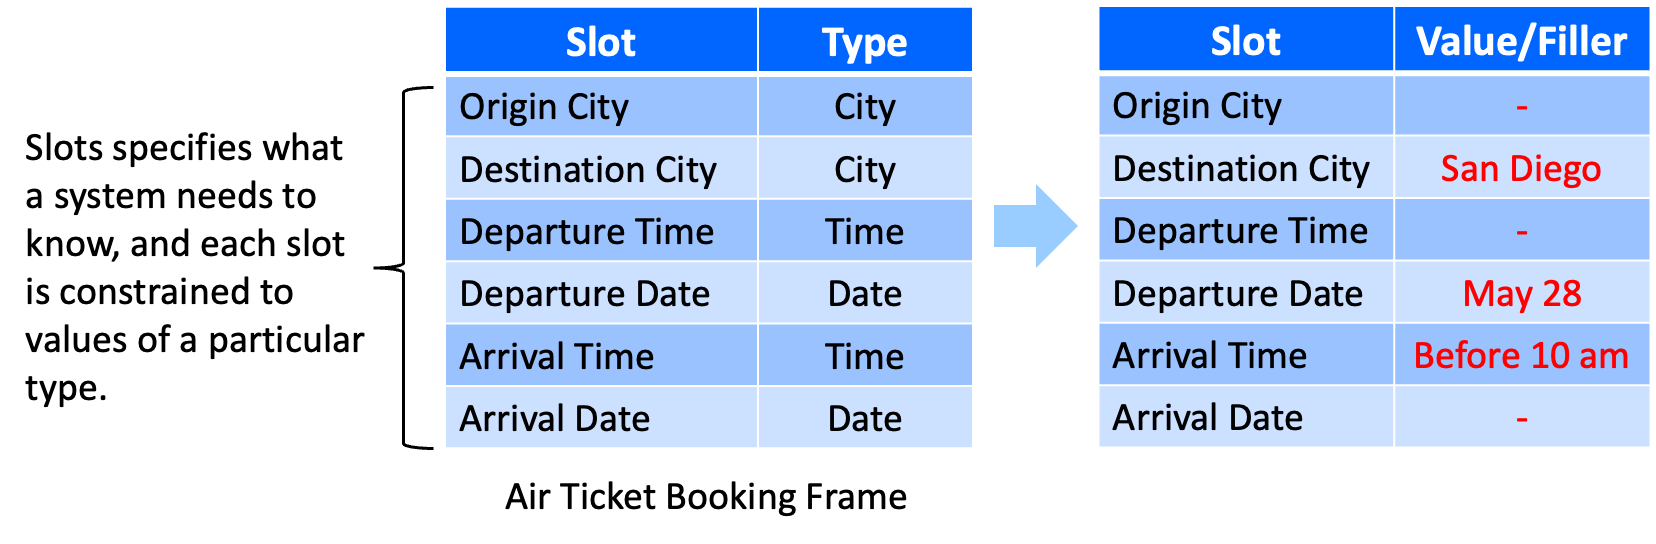 Slots specifies what
a system needs to
know, and each slot
is constrained to
values of a particular
type.
Slot Type
Origin City City
Destination City City
Departure Time Time
Departure Date Date
Arrival Time Time
Arrival Date Date
Air Ticket Booking Frame
Slot Value/Filler
Origin City -
Destination City San Diego
Departure Time -
Departure Date May 28
Arrival Time Before 10 am
Arrival Date -